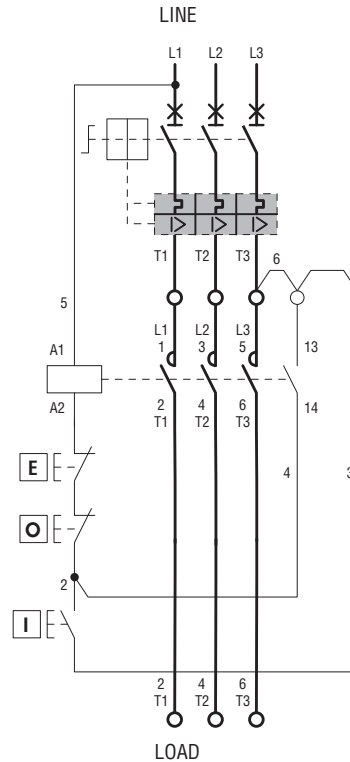 LINE
L1 L2 L3
T1 T2 T3 6
5
L1 L2 L3
1 3 5 13
A1
A2
2 4 6 14
T1 T2 T3
E
4 3
O
2
I
2 4 6
T1 T2 T3
LOAD